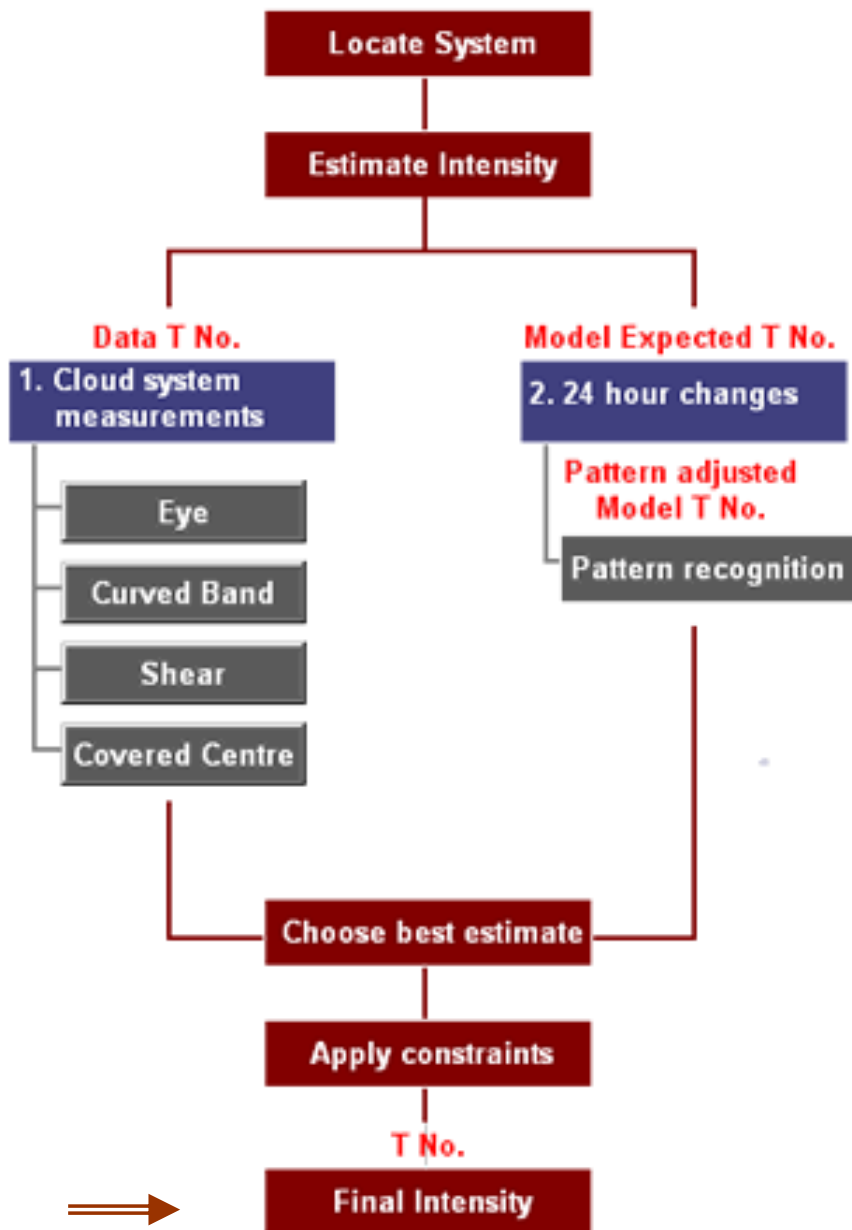 Locate System
Estimate Intensity
Data T No.
1. Cloud system
measurements
Eye
Curved Band
Shear
Covered Centre
Model Expected T No.
2. 24 hour changes
Pattern adjusted
Model T No.
Pattern recognition
Choose best estimate
Apply constraints
T No.
Final Intensity